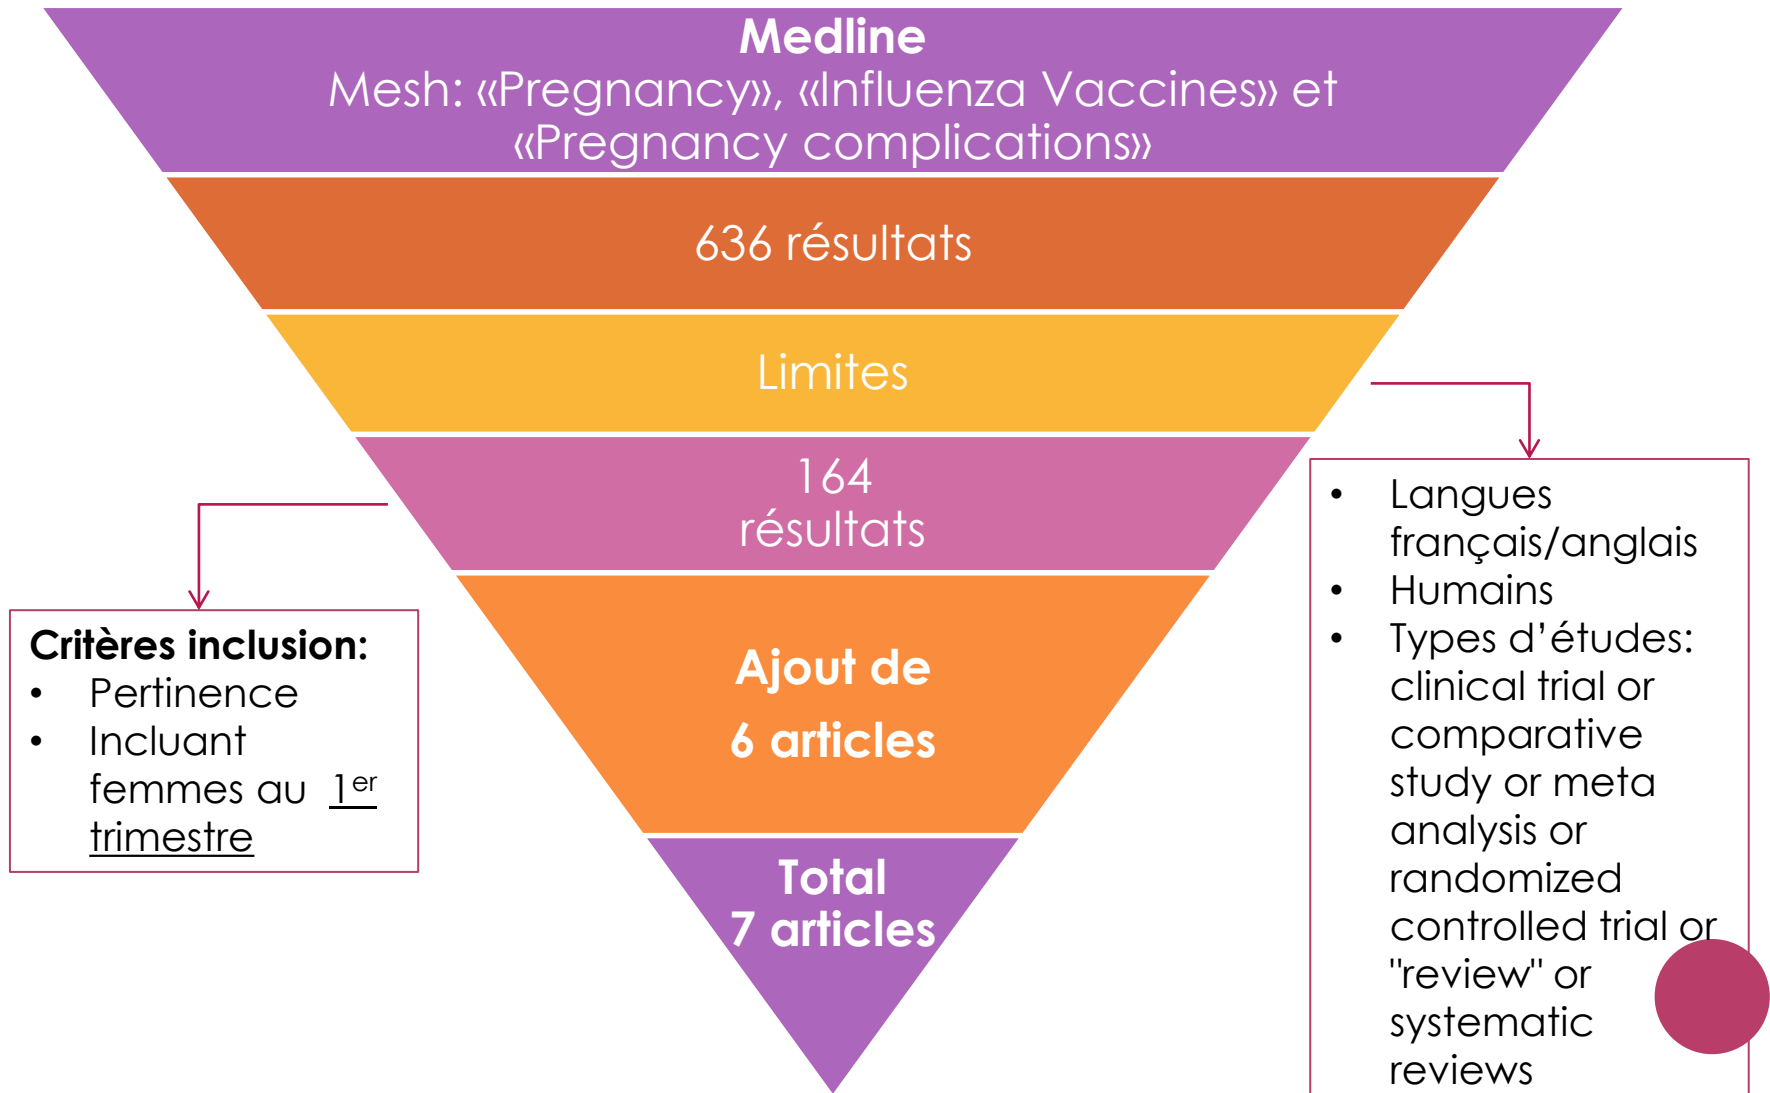 Medline
Mesh: «Pregnancy», «Influenza Vaccines» et
«Pregnancy complications»
636 résultats
Limites
164
résultats
Ajout de
6 articles
Total
7 articles
Critères inclusion:
• Pertinence
• Incluant
femmes au 1er
trimestre
• Langues
français/anglais
• Humains
• Types d’études:
clinical trial or
comparative
study or meta
analysis or
randomized
controlled trial or
"review" or
systematic
reviews